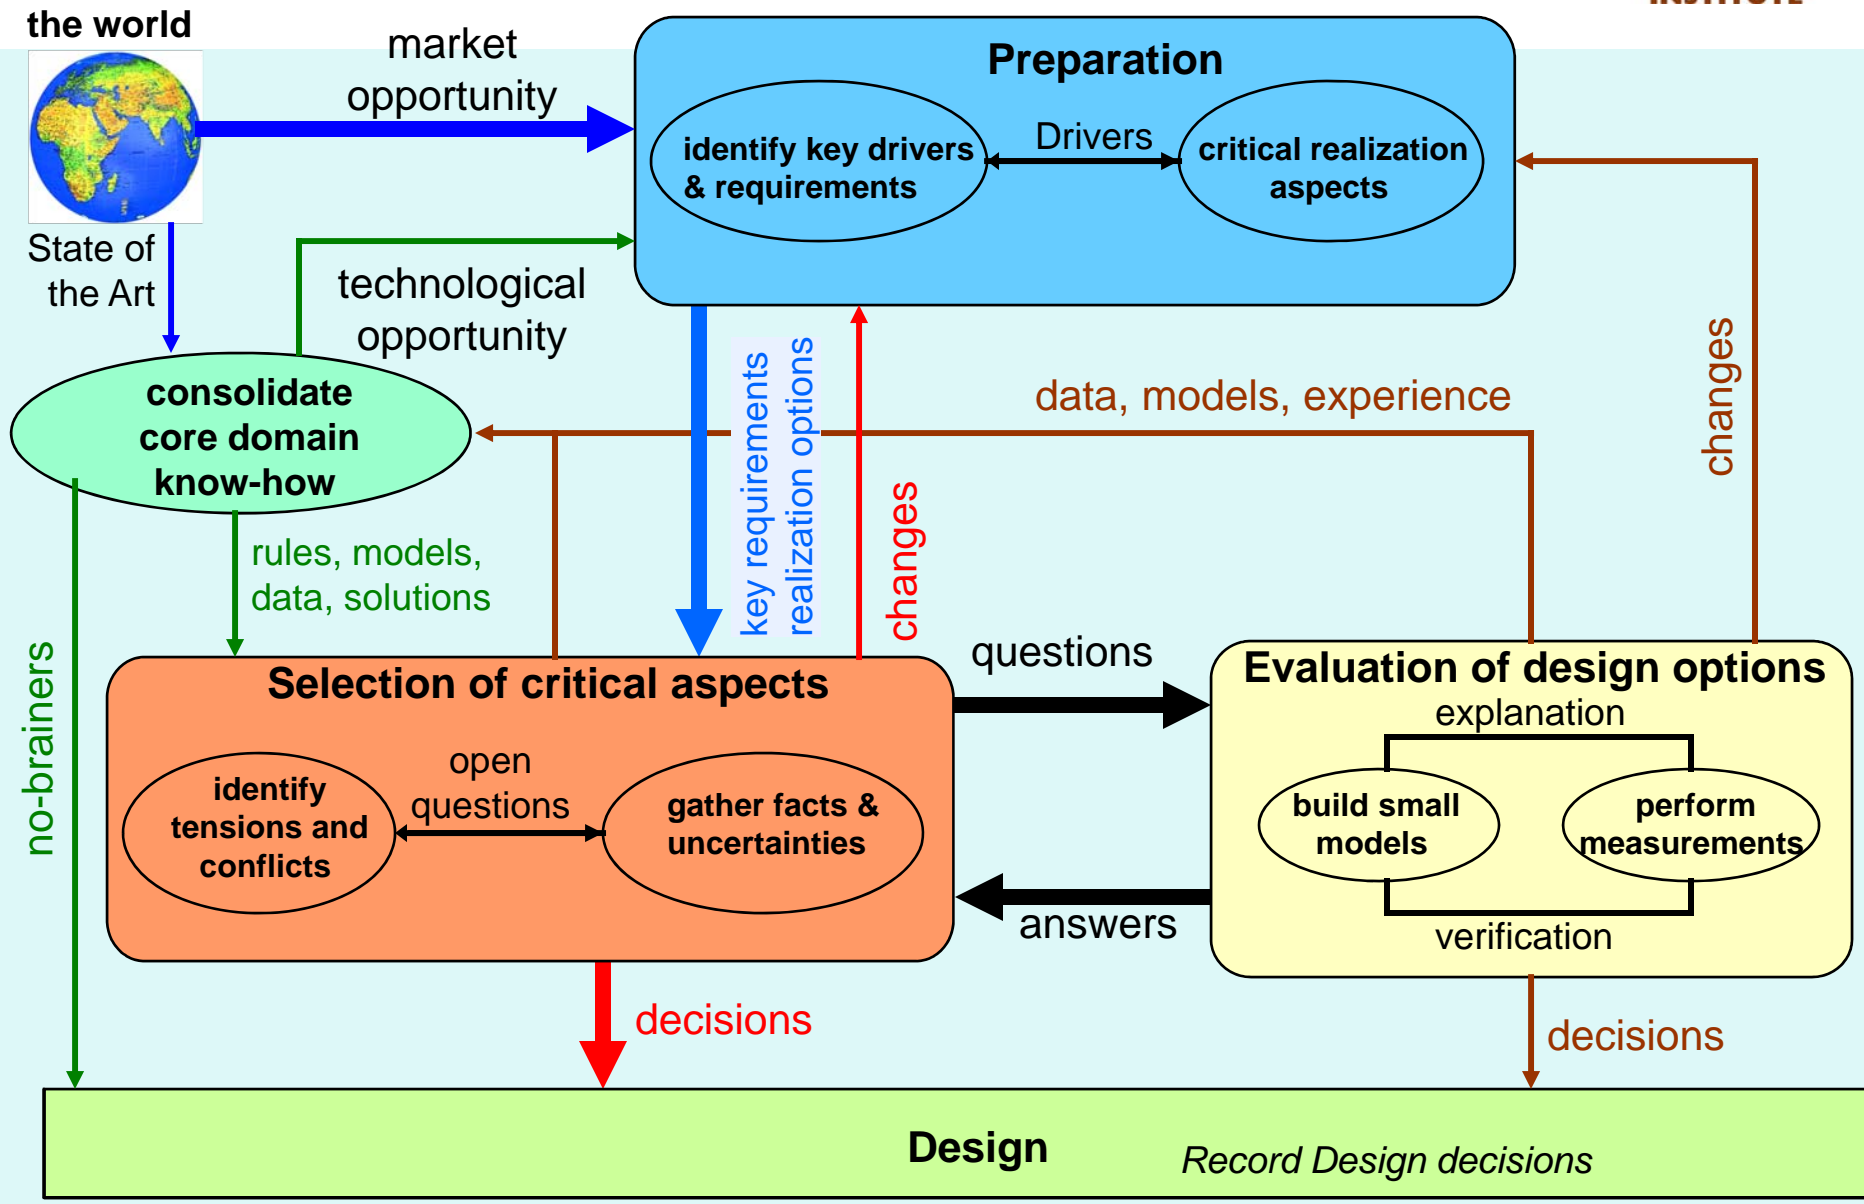 the world
market
opportunity
Preparation
identify key drivers
& requirements
Drivers
critical realization
aspects
State of
the Art
technological
opportunity
consolidate
core domain
know-how
key requirements
realization options
changes
data, models, experience
changes
rules, models,
data, solutions
no-brainers
Selection of critical aspects
identify
tensions and
conflicts
open
questions
gather facts &
uncertainties
questions
answers
Evaluation of design options
explanation
build small
models
perform
measurements
verification
decisions
decisions
Design
Record Design decisions